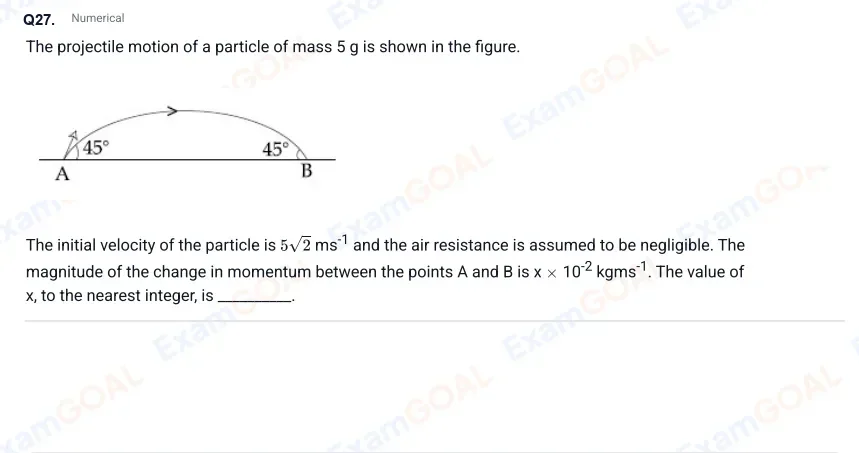 Q27. Numerical
The projectile motion of a particle of mass 5 g is shown in the figure.
45° 45°
A B
The initial velocity of the particle is 5√2 ms⁻¹ and the air resistance is assumed to be negligible. The
magnitude of the change in momentum between the points A and B is x × 10⁻² kgms⁻¹. The value of
x, to the nearest integer, is __________.
ExamGOAL